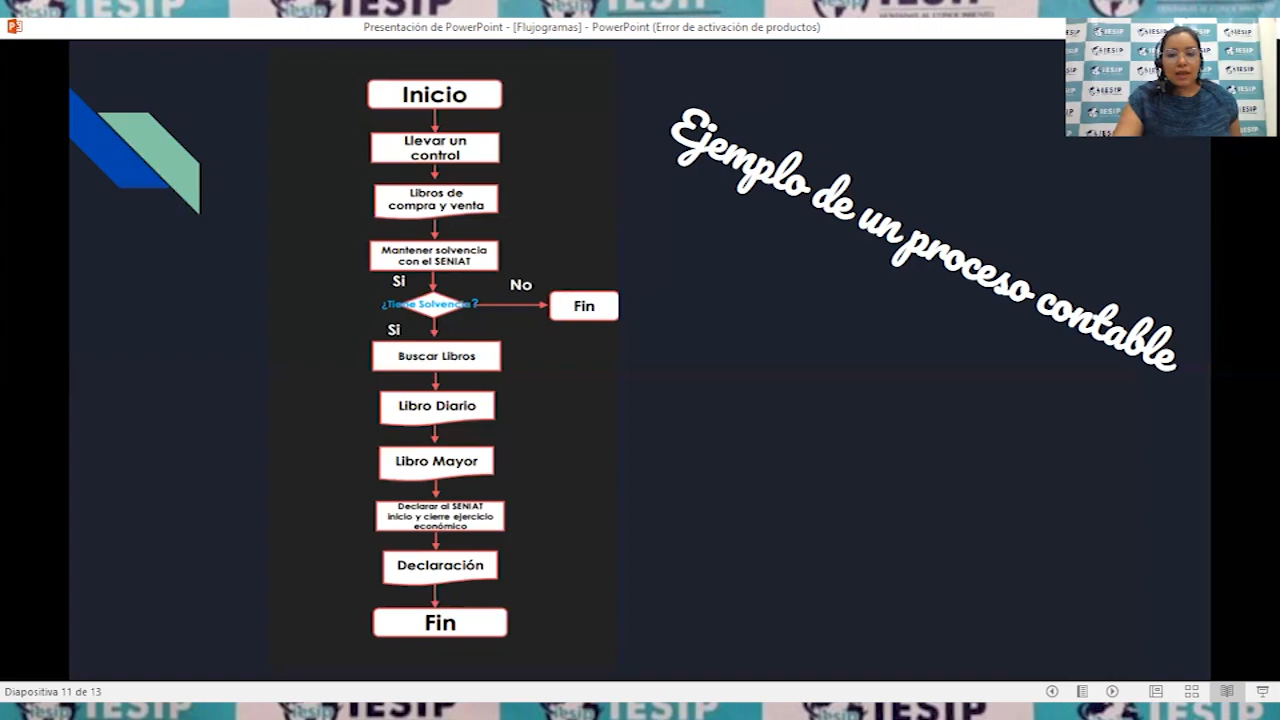 Presentación de PowerPoint - [Flujogramas] - PowerPoint (Error de activación de productos)
Inicio
Llevar un
control
Libros de
compra y venta
Mantener solvencia
con el SENIAT
Si
No
¿Tiene Solvencia?
Fin
Si
Buscar Libros
Libro Diario
Libro Mayor
Declarar al SENIAT
inicio y cierre ejercicio
económico
Declaración
Fin
Ejemplo de un proceso contable
IESIP
Diapositiva 11 de 13
IESIP